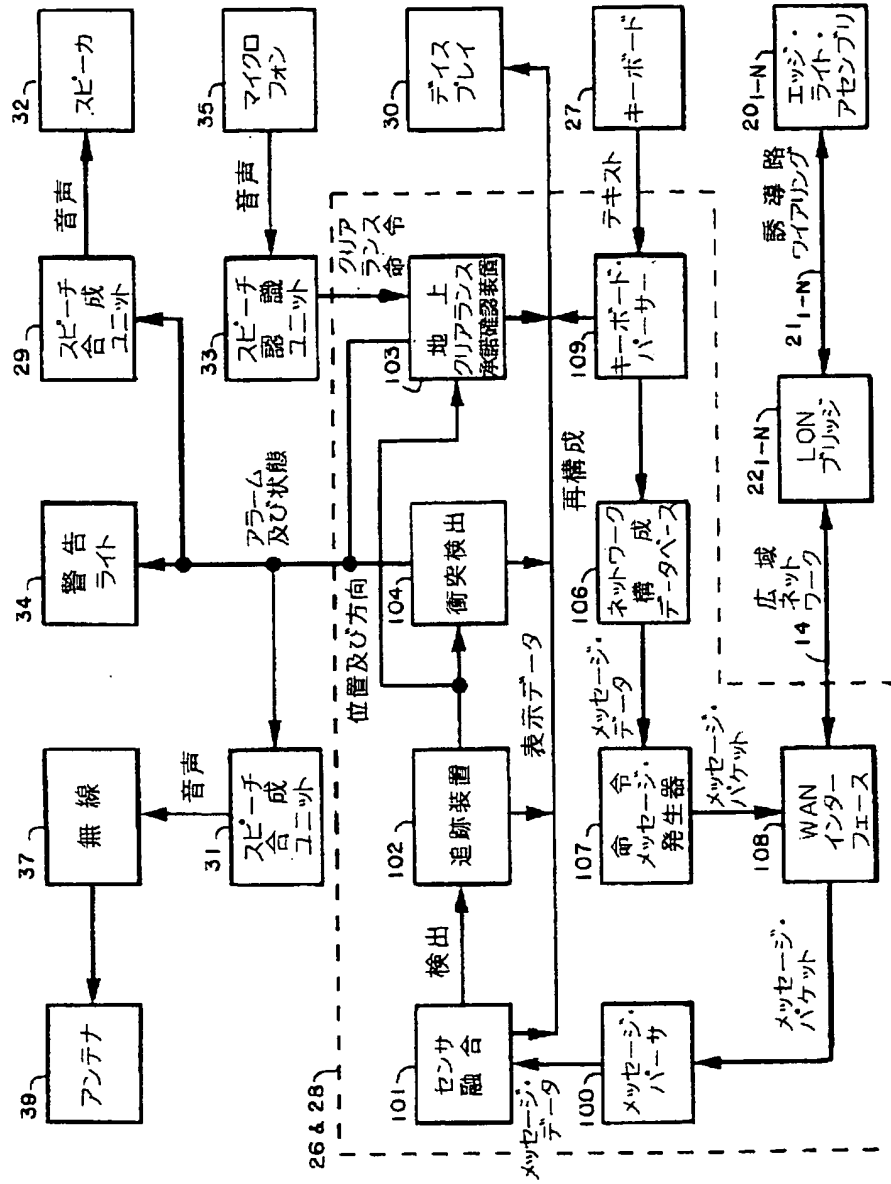 39
アンテナ
37
無線
34
警告
ライト
29
スピーチ
合成
ユニット
音声
32
スピーカ
音声
31
スピーチ
合成
ユニット
アラーム
及び状態
33
スピーチ
認識
ユニット
音声
35
マイクロ
フォン
26 & 28
位置及び方向
クリア
ランス
命令
101
センサ
融合
検出
102
追跡装置
104
衝突検出
103
地上
クリアランス
承諾確認装置
30
デイス
プレイ
メッセージ・
データ
表示データ
100
メッセージ・
パーサ
107
命令
メッセージ・
発生器
メッセージ・
データ
106
ネットワーク
構成
データベース
再構成
109
キーボード・
パーサー
テキスト
27
キーボード
メッセージ・
パケット
メッセージ・
パケット
108
WAN
インター
フェース
14
広域
ネット
ワーク
22 1-N
LON
ブリッジ
21 1-N
誘導路
ワイアリング
20 1-N
エッジ・
ライト・
アセンブリ